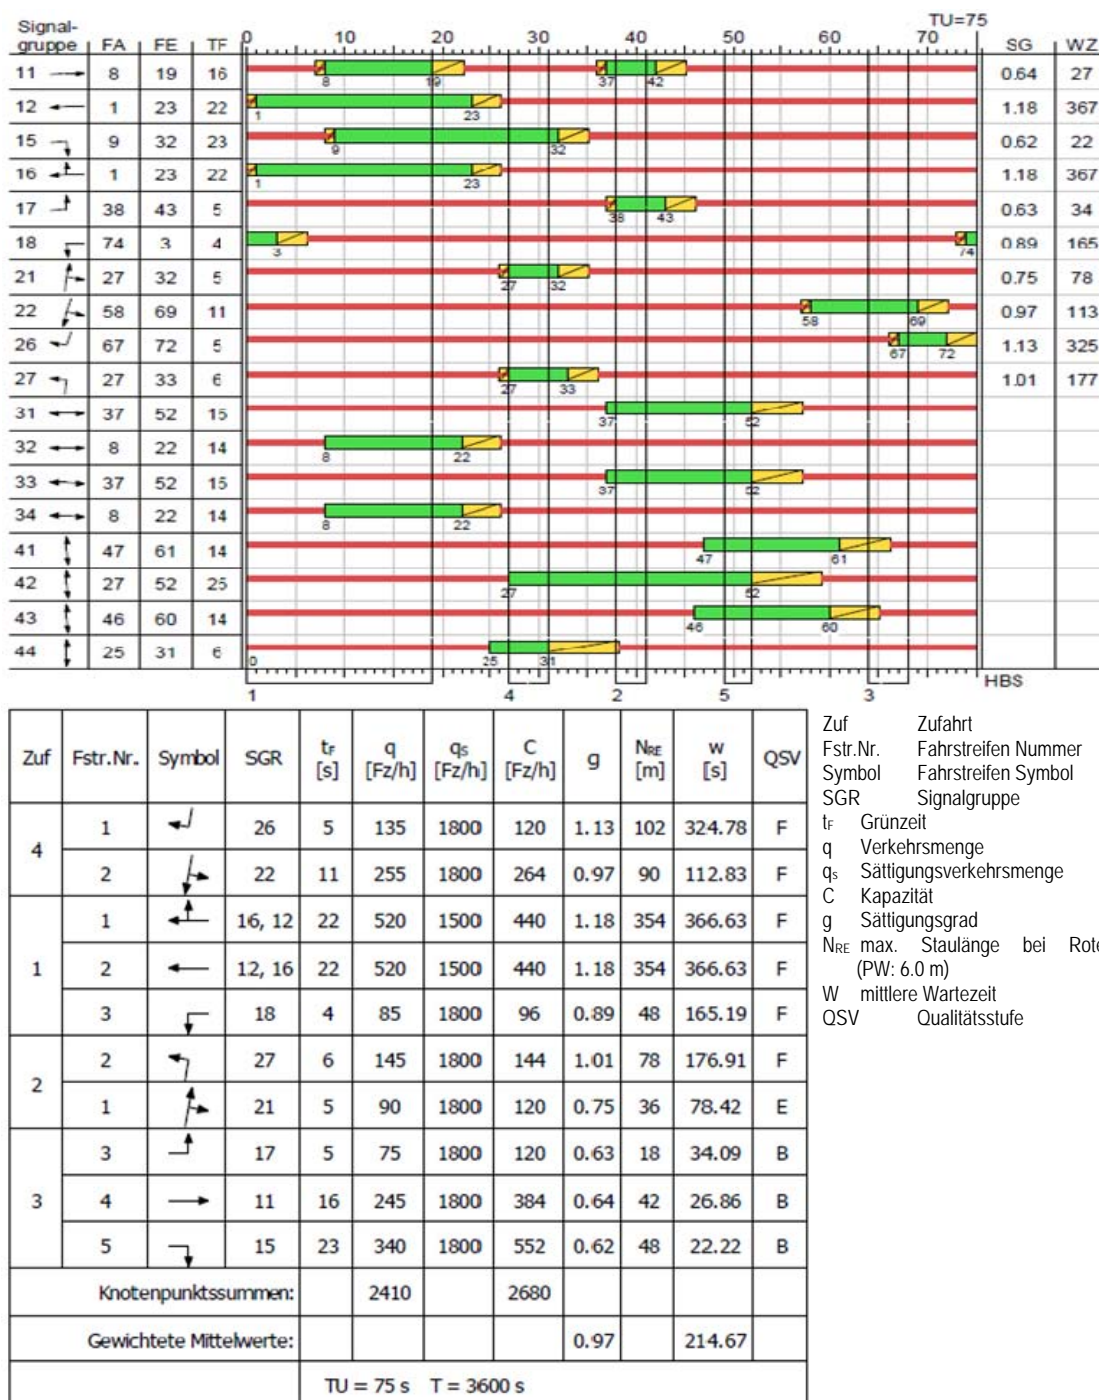 TU=75
Signal-
gruppe FA FE TF 0 10 20 30 40 50 60 70 SG WZ
11 8 19 16 8 19 37 42 0.64 27
12 1 23 22 1 23 1.18 367
15 9 32 23 9 32 0.62 22
16 1 23 22 1 23 1.18 367
17 38 43 5 38 43 0.63 34
18 74 3 4 3 74 0.89 165
21 27 32 5 27 32 0.75 78
22 58 69 11 58 69 0.97 113
26 67 72 5 67 72 1.13 325
27 27 33 6 27 33 1.01 177
31 37 52 15 37 52
32 8 22 14 8 22
33 37 52 15 37 52
34 8 22 14 8 22
41 47 61 14 47 61
42 27 52 25 27 52
43 46 60 14 46 60
44 25 31 6 0 25 31
1 4 2 5 3 HBS
Zuf Fstr.Nr. Symbol SGR tF [s] q [Fz/h] qs [Fz/h] C [Fz/h] g NRE [m] w [s] QSV
4 1 26 5 135 1800 120 1.13 102 324.78 F
2 22 11 255 1800 264 0.97 90 112.83 F
1 1 16, 12 22 520 1500 440 1.18 354 366.63 F
2 12, 16 22 520 1500 440 1.18 354 366.63 F
3 18 4 85 1800 96 0.89 48 165.19 F
2 2 27 6 145 1800 144 1.01 78 176.91 F
1 21 5 90 1800 120 0.75 36 78.42 E
3 3 17 5 75 1800 120 0.63 18 34.09 B
4 11 16 245 1800 384 0.64 42 26.86 B
5 15 23 340 1800 552 0.62 48 22.22 B
Knotenpunktssummen: 2410 2680
Gewichtete Mittelwerte: 0.97 214.67
TU = 75 s T = 3600 s
Zuf Zufahrt
Fstr.Nr. Fahrstreifen Nummer
Symbol Fahrstreifen Symbol
SGR Signalgruppe
tF Grünzeit
q Verkehrsmenge
qs Sättigungsverkehrsmenge
C Kapazität
g Sättigungsgrad
NRE max. Staulänge bei Rote
(PW: 6.0 m)
W mittlere Wartezeit
QSV Qualitätsstufe